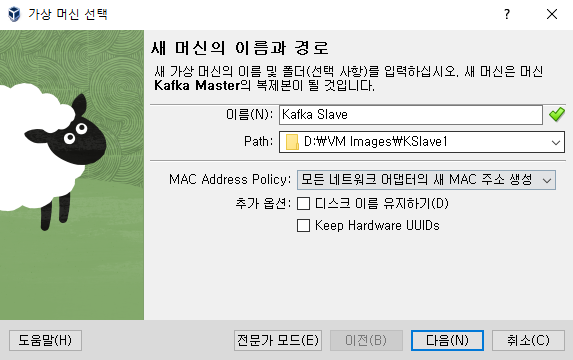 가상 머신 선택
새 머신의 이름과 경로
새 가상 머신의 이름 및 폴더(선택 사항)를 입력하십시오. 새 머신은 머신
Kafka Master의 복제본이 될 것입니다.
이름(N): Kafka Slave
Path: D:₩VM Images₩KSlave1
MAC Address Policy: 모든 네트워크 어댑터의 새 MAC 주소 생성
추가 옵션: 디스크 이름 유지하기(D)
Keep Hardware UUIDs
도움말(H) 전문가 모드(E) 이전(B) 다음(N) 취소(C)